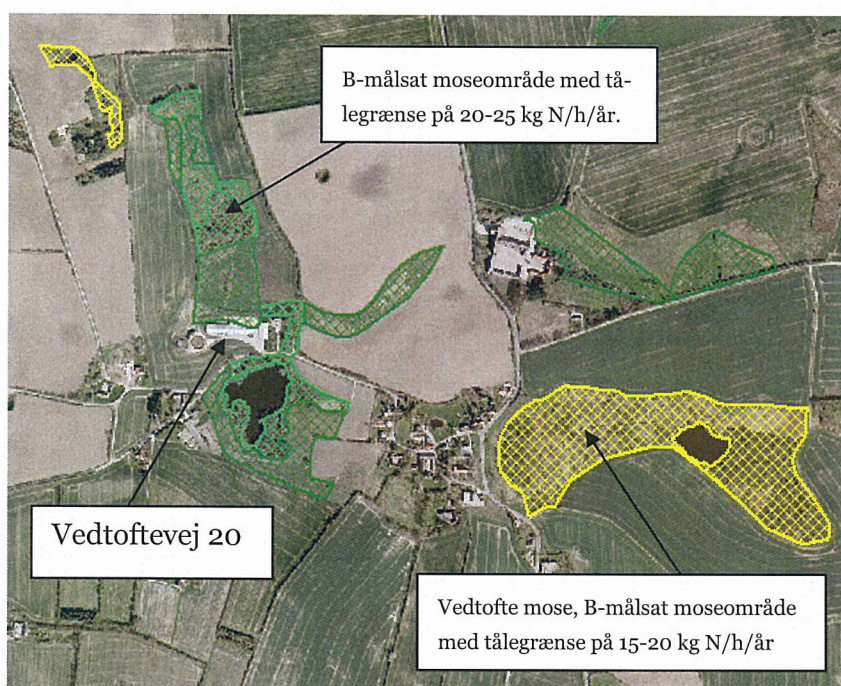 B-målsat moseområde med tå-
legrænse på 20-25 kg N/h/år.
Vedtoftevej 20
Vedtofte mose, B-målsat moseområde
med tålegrænse på 15-20 kg N/h/år